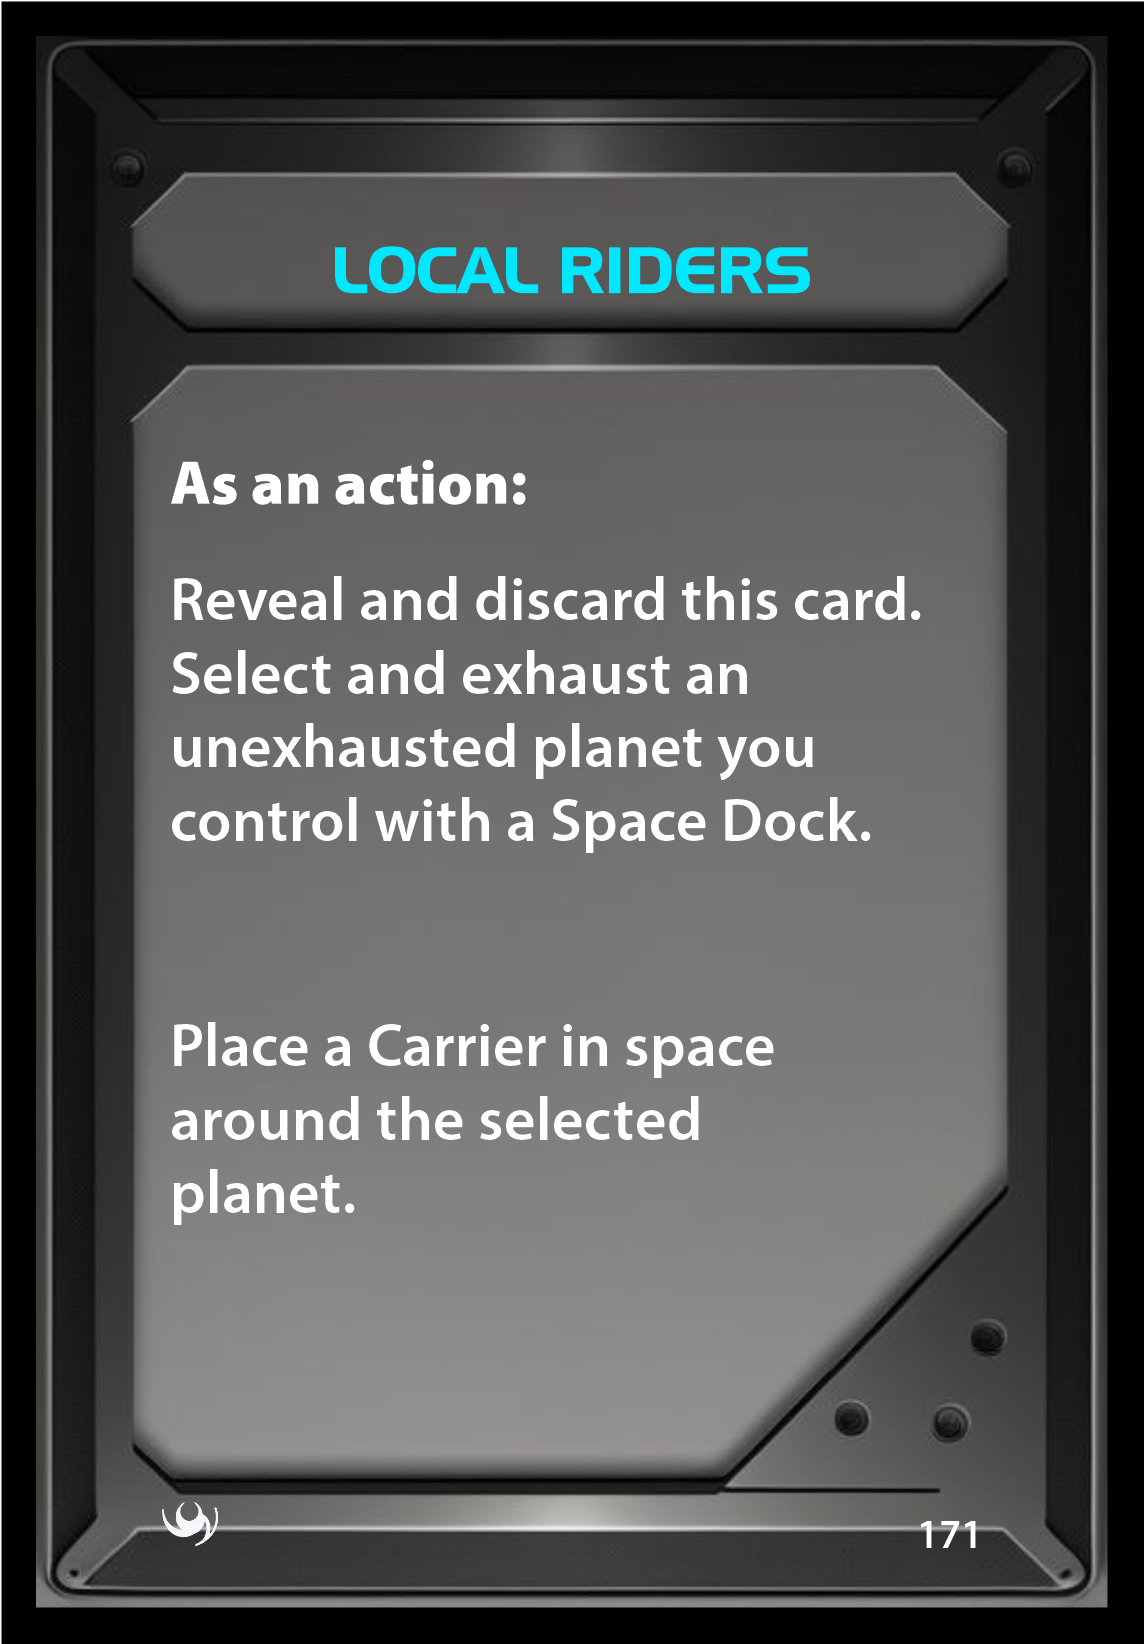 LOCAL RIDERS
As an action:
Reveal and discard this card.
Select and exhaust an
unexhausted planet you
control with a Space Dock.
Place a Carrier in space
around the selected
planet.
171